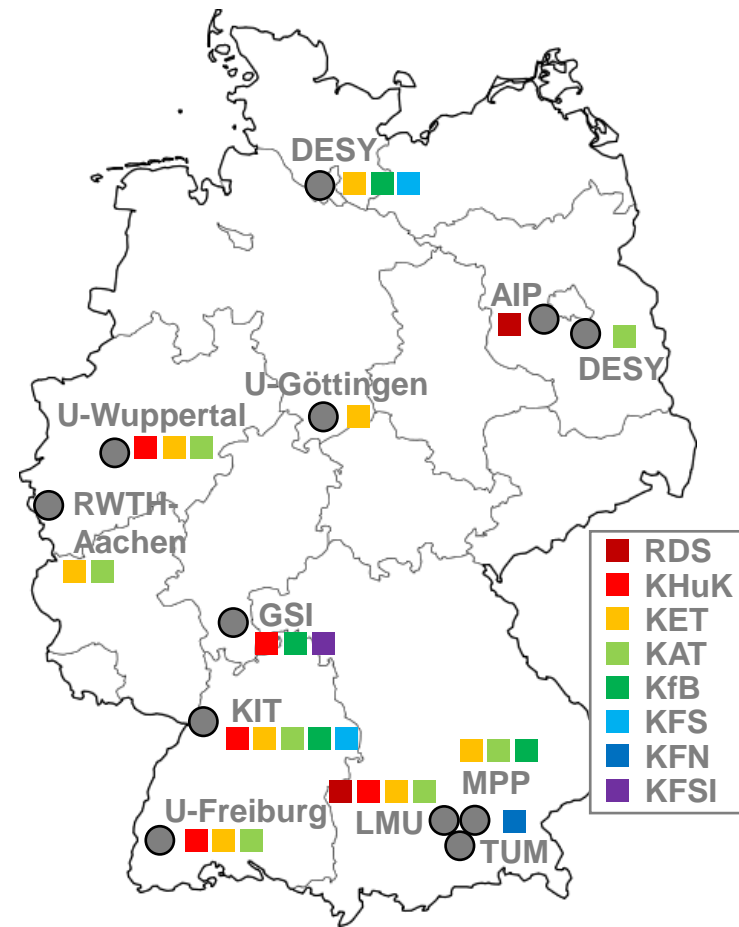 DESY
AIP
DESY
U-Göttingen
U-Wuppertal
RWTH-
Aachen
GSI
KIT
MPP
LMU
U-Freiburg
TUM
RDS
KHuK
KET
KAT
KfB
KFS
KFN
KFSI